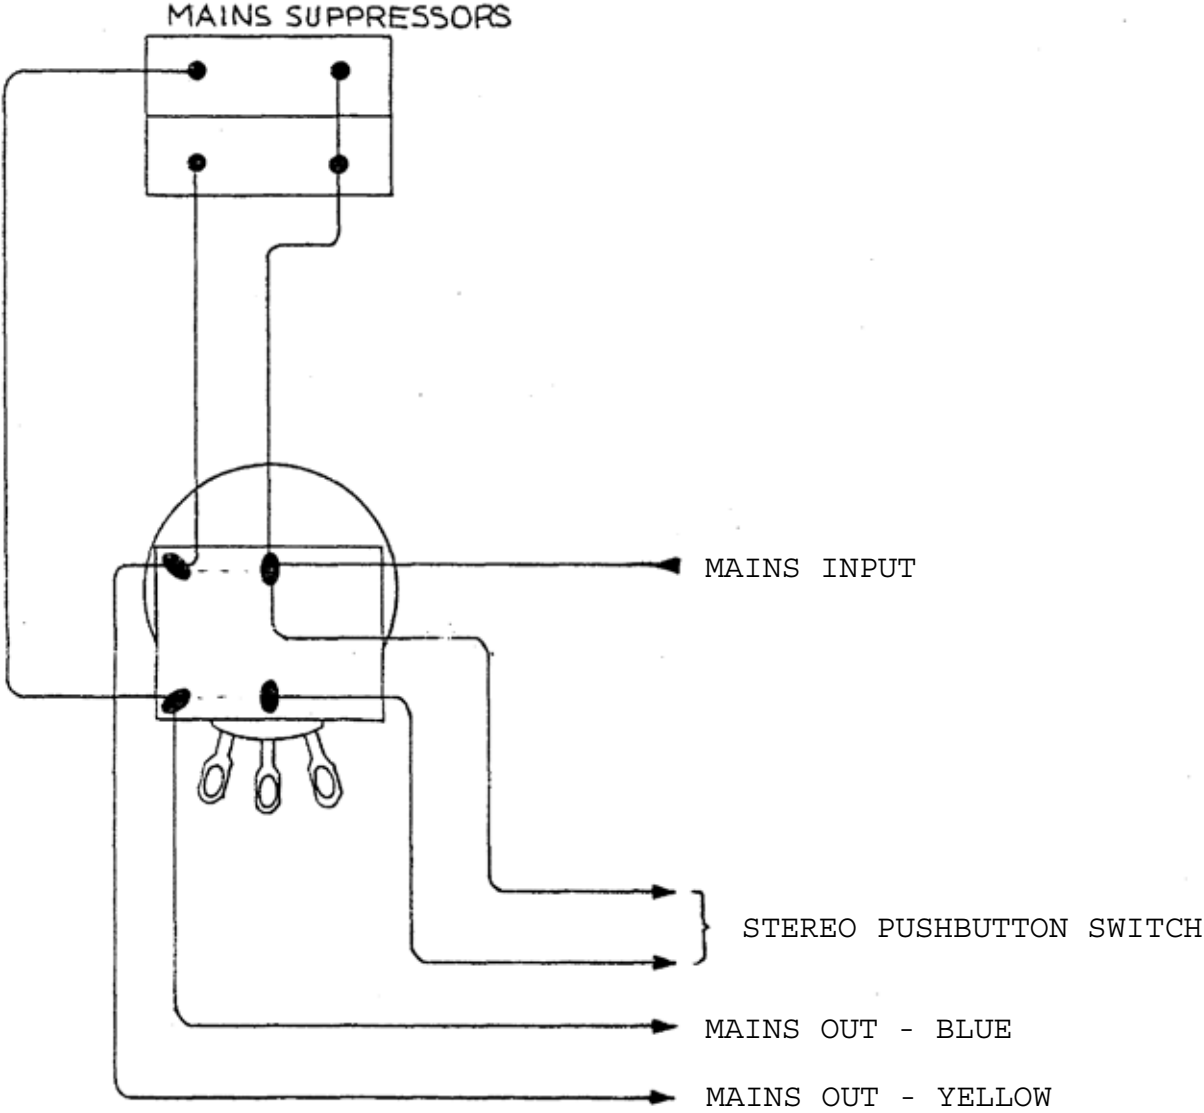 MAINS SUPPRESSORS
MAINS INPUT
STEREO PUSHBUTTON SWITCH
MAINS OUT - BLUE
MAINS OUT - YELLOW